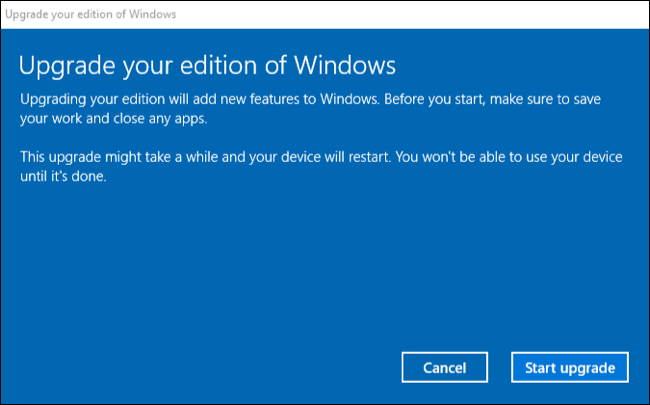 Upgrade your edition of Windows
Upgrade your edition of Windows
Upgrading your edition will add new features to Windows. Before you start, make sure to save
your work and close any apps.
This upgrade might take a while and your device will restart. You won't be able to use your device
until it's done.
Cancel
Start upgrade